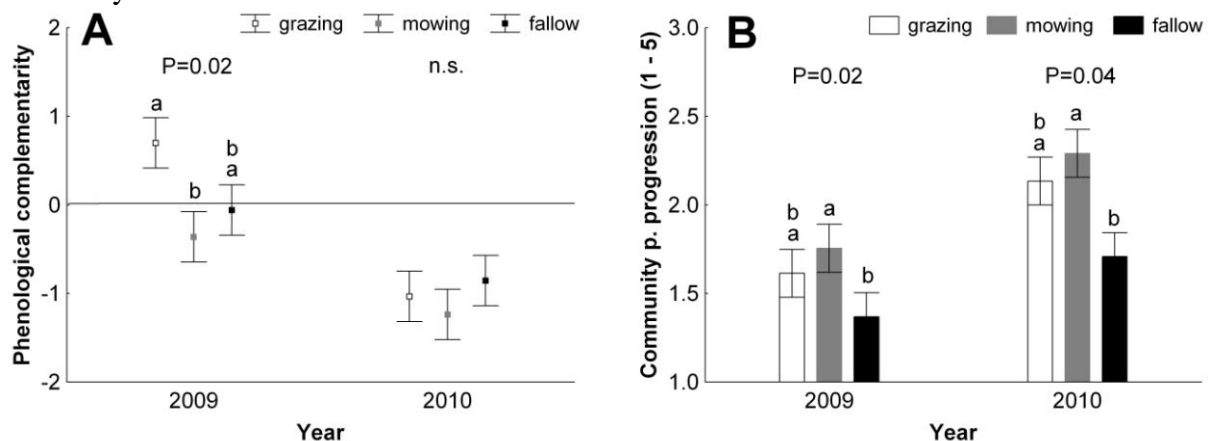 A
grazing mowing fallow
P=0.02
n.s.
a
b
b
a
2
1
0
-1
-2
Phenological complementarity
2009 2010
Year
B
grazing mowing fallow
P=0.02 P=0.04
b
a
a
b
b
a
a
b
3.0
2.5
2.0
1.5
1.0
Community p. progression (1 - 5)
2009 2010
Year